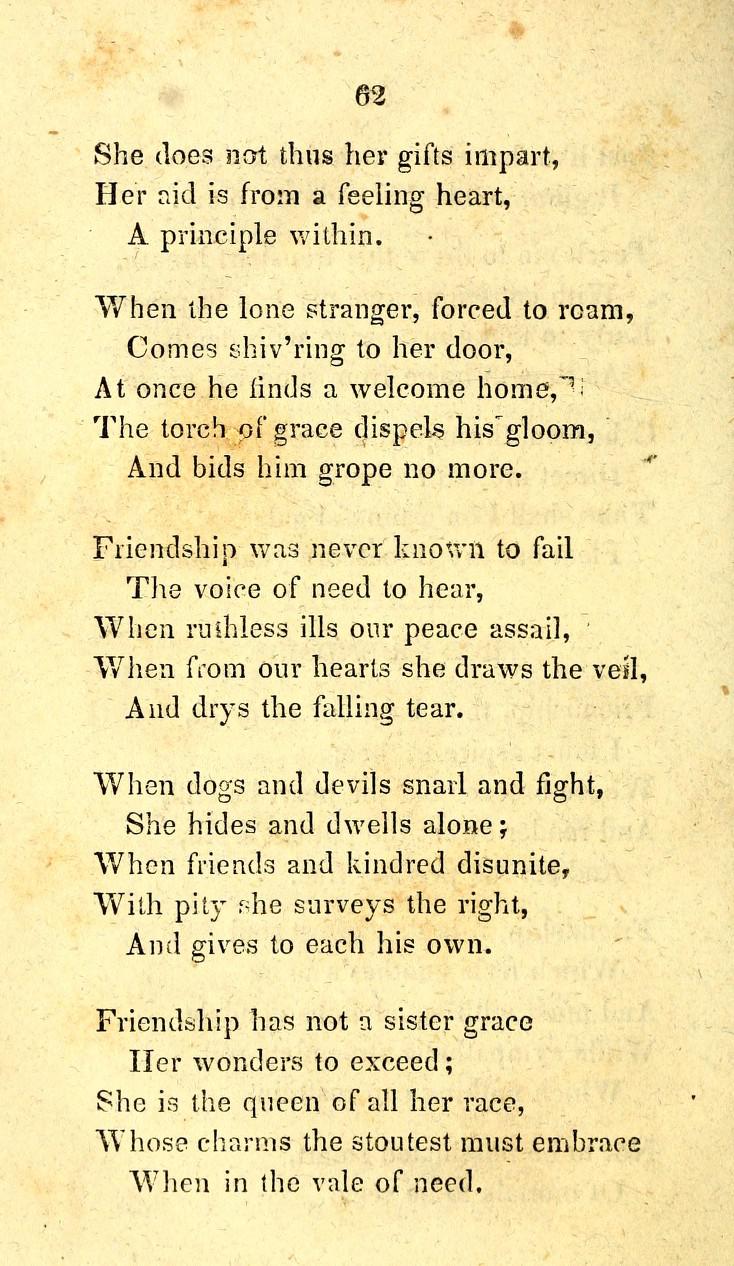 62
She does not thus her gifts impart,
Her aid is from a feeling heart,
A principle within.
When the lone stranger, forced to roam,
Comes shiv'ring to her door,
At once he finds a welcome home,
The torch of grace dispels his gloom,
And bids him grope no more.
Friendship was never known to fail
The voice of need to hear,
When ruthless ills our peace assail,
When from our hearts she draws the veil,
And drys the falling tear.
When dogs and devils snarl and fight,
She hides and dwells alone;
When friends and kindred disunite,
With pity she surveys the right,
And gives to each his own.
Friendship has not a sister grace
Her wonders to exceed;
She is the queen of all her race,
Whose charms the stoutest must embrace
When in the vale of need.